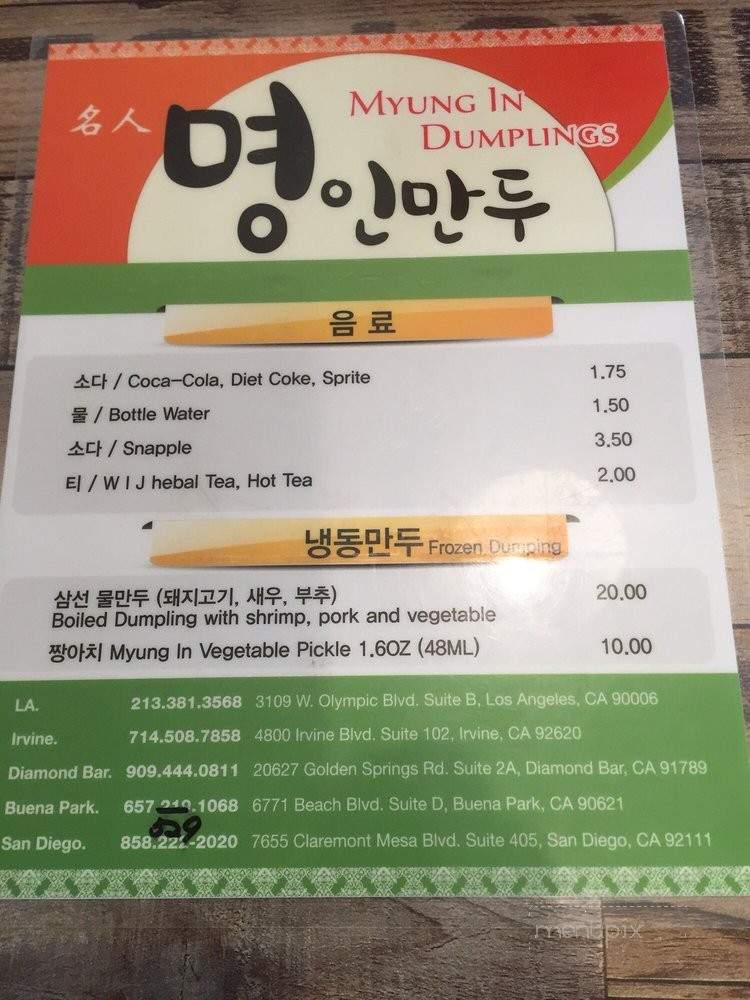 名人
명인만두
MYUNG IN
DUMPLINGS
음료
소다 / Coca-Cola, Diet Coke, Sprite 1.75
물 / Bottle Water 1.50
소다 / Snapple 3.50
티 / W I J hebal Tea, Hot Tea 2.00
냉동만두 Frozen Dumping
삼선 물만두 (돼지고기, 새우, 부추) 20.00
Boiled Dumpling with shrimp, pork and vegetable
짱아치 Myung In Vegetable Pickle 1.6OZ (48ML) 10.00
LA. 213.381.3568 3109 W. Olympic Blvd. Suite B, Los Angeles, CA 90006
Irvine. 714.508.7858 4800 Irvine Blvd. Suite 102, Irvine, CA 92620
Diamond Bar. 909.444.0811 20627 Golden Springs Rd. Suite 2A, Diamond Bar, CA 91789
Buena Park. 657. .1068 6771 Beach Blvd. Suite D, Buena Park, CA 90621
529
San Diego. 858.222-2020 7655 Claremont Mesa Blvd. Suite 405, San Diego, CA 92111
menupix